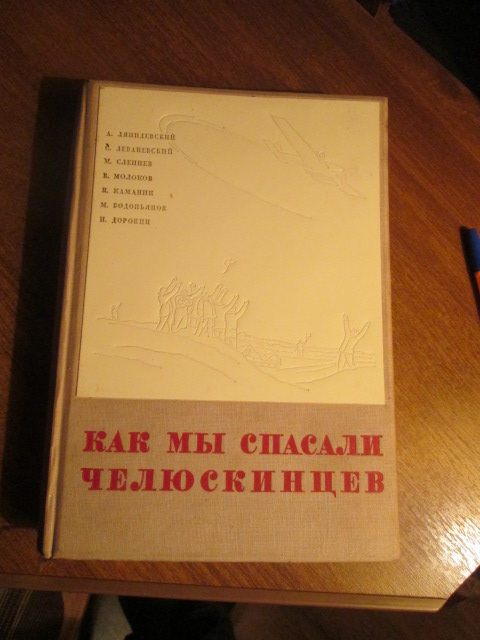 А. ЛЯПИДЕВСКИЙ
С. ЛЕВАНЕВСКИЙ
М. СЛЕПНЕВ
В. МОЛОКОВ
Н. КАМАНИН
М. ВОДОПЬЯНОВ
И. ДОРОНИН
КАК МЫ СПАСАЛИ
ЧЕЛЮСКИНЦЕВ